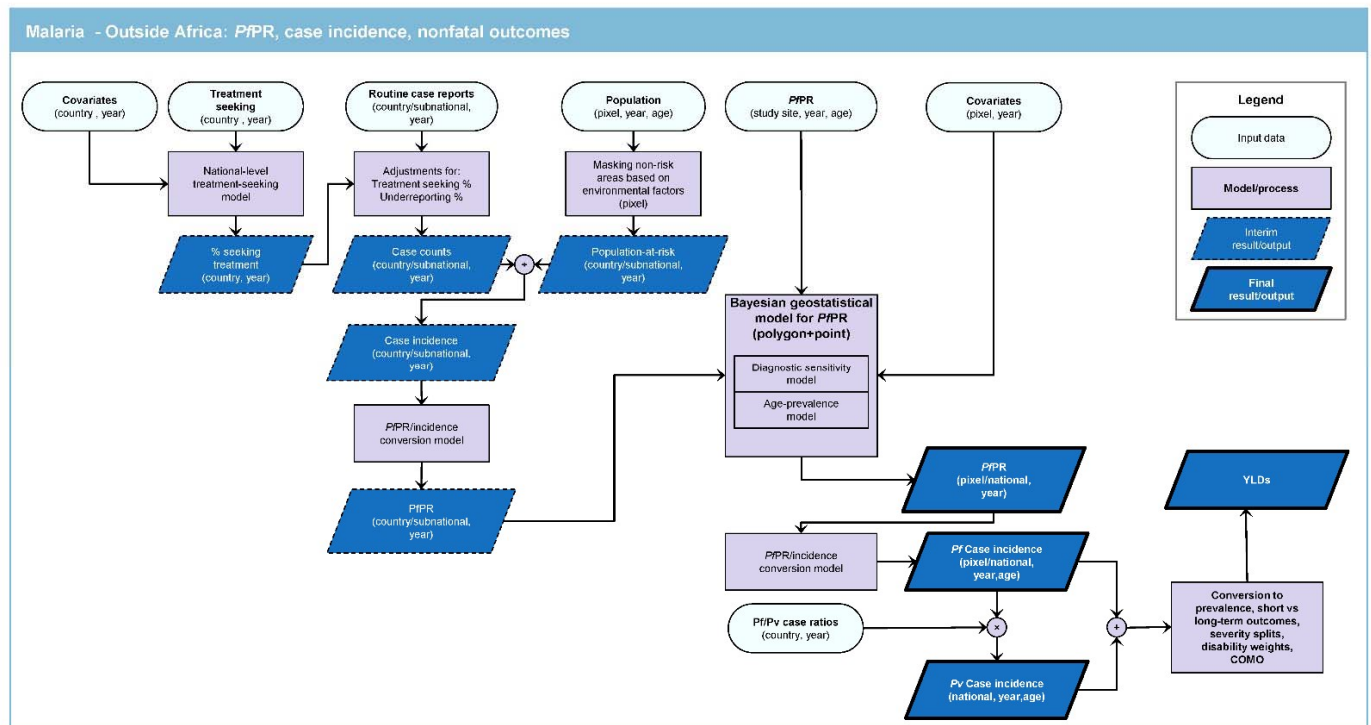 Malaria - Outside Africa: PfPR, case incidence, nonfatal outcomes
Covariates
(country , year)
Treatment
seeking
(country , year)
Routine case reports
(country/subnational,
year)
Population
(pixel, year, age)
PfPR
(study site, year, age)
Covariates
(pixel, year)
Legend
Input data
Model/process
Interim
result/output
Final
result/output
National-level
treatment-seeking
model
Adjustments for:
Treatment seeking %
Underreporting %
Masking non-risk
areas based on
environmental factors
(pixel)
% seeking
treatment
(country, year)
Case counts
(country/subnational,
year)
÷
Population-at-risk
(country/subnational,
year)
Bayesian geostatistical
model for PfPR
(polygon+point)
Diagnostic sensitivity
model
Age-prevalence
model
Case incidence
(country/subnational,
year)
PfPR/incidence
conversion model
PfPR
(country/subnational,
year)
PfPR
(pixel/national,
year)
YLDs
PfPR/incidence
conversion model
Pf Case incidence
(pixel/national,
year,age)
Pf/Pv case ratios
(country, year)
×
+
Conversion to
prevalence, short vs
long-term outcomes,
severity splits,
disability weights,
COMO
Pv Case incidence
(national, year,age)